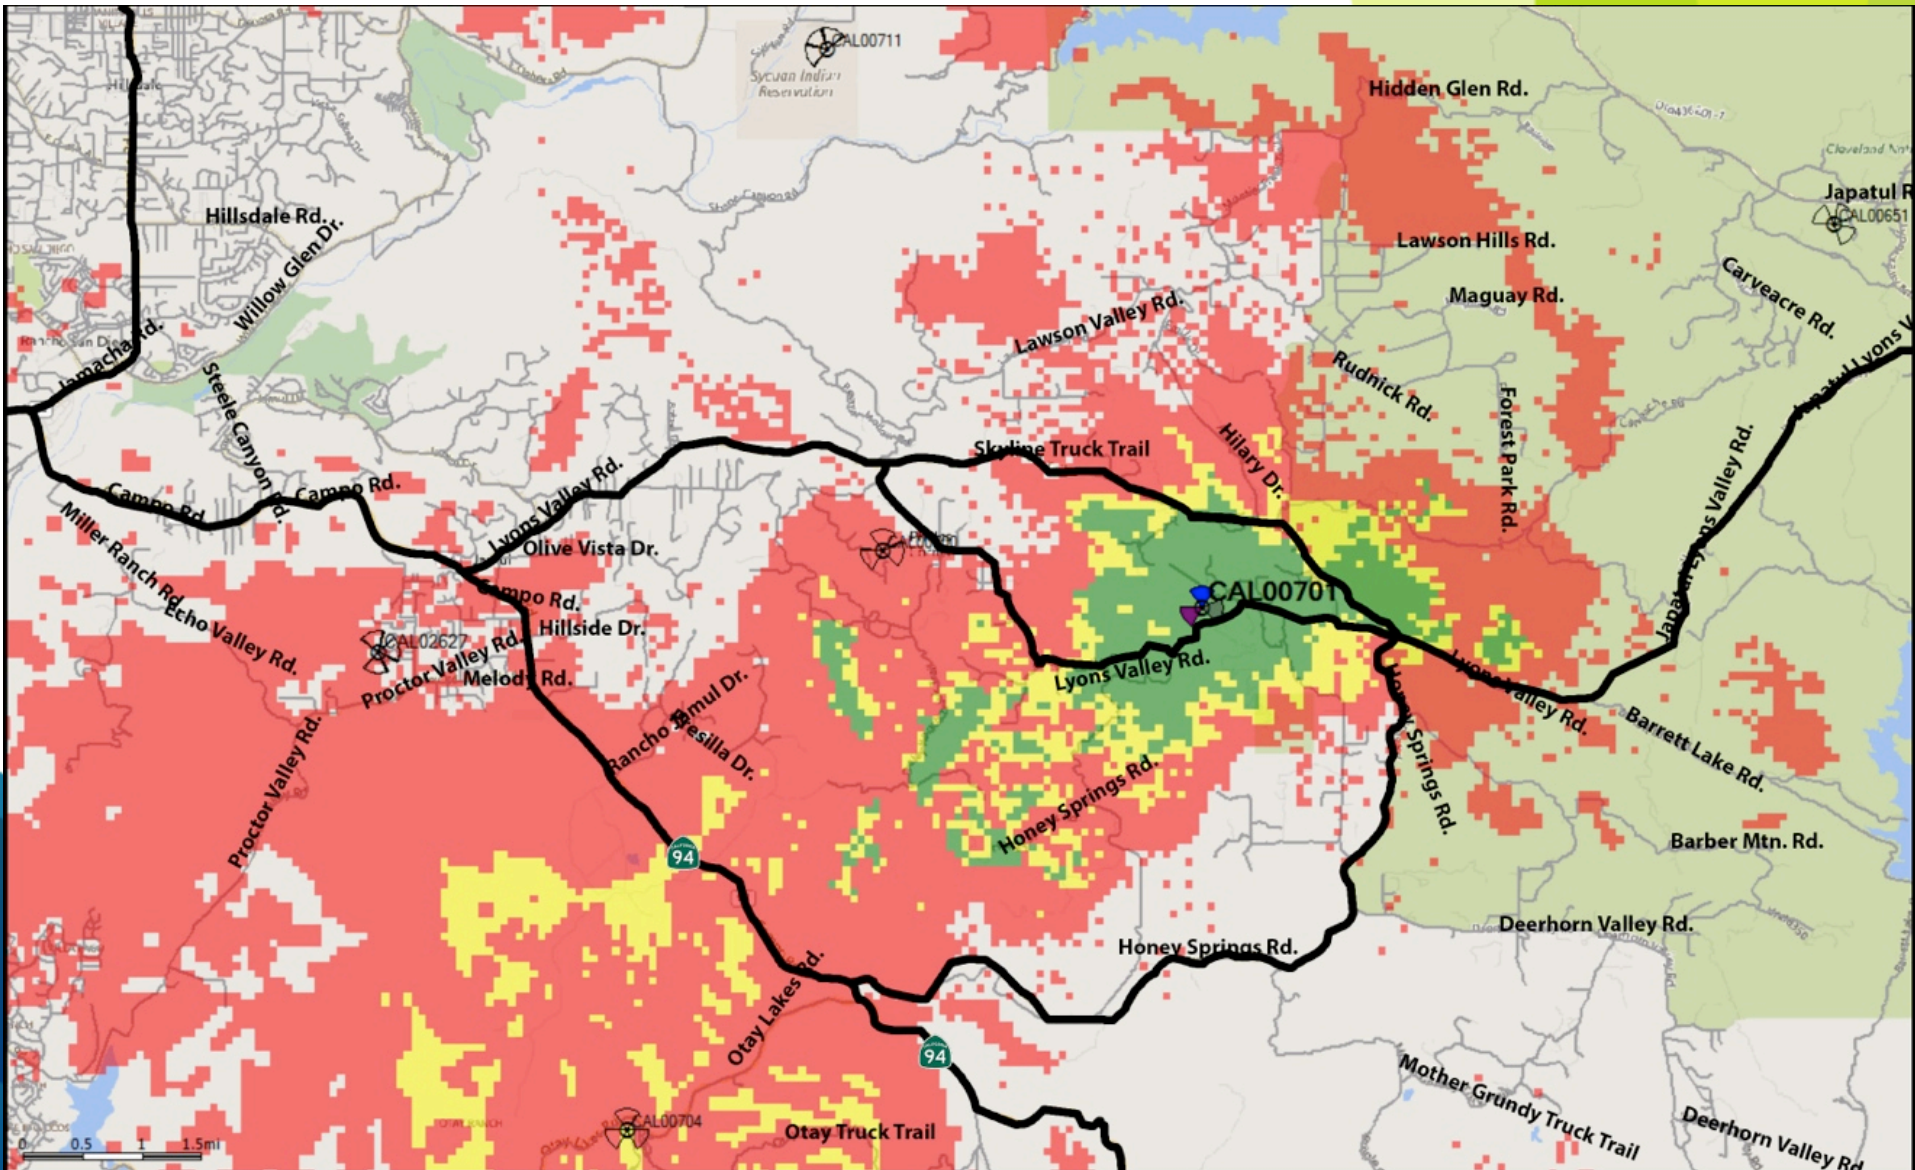 CAL00711
Sycuan Indian
Reservation
Hidden Glen Rd.
Japatul R
CAL00651
Hillsdale Rd.
Willow Glen Dr.
Lawson Hills Rd.
Maguay Rd.
Carveacre Rd.
Lawson Valley Rd.
Jamacha Rd.
Rudnick Rd.
Forest Park Rd.
Japatul Lyons V
Steele Canyon Rd.
Skyline Truck Trail
Hilary Dr.
Campo Rd.
Campo Rd.
Lyons Valley Rd.
Japatul Lyons Valley Rd.
Miller Ranch Rd.
Olive Vista Dr.
Campo Rd.
CAL00701
Echo Valley Rd.
CAL02627
Hillside Dr.
Proctor Valley Rd.
Melody Rd.
Lyons Valley Rd.
Lyons Valley Rd.
Rancho Jamul Dr.
Honey Springs Rd.
Barrett Lake Rd.
Proctor Valley Rd.
Honey Springs Rd.
Barber Mtn. Rd.
94
Deerhorn Valley Rd.
Honey Springs Rd.
Otay Lakes Rd.
94
Mother Grundy Truck Trail
CAL00704
Otay Truck Trail
Deerhorn Valley Rd
0 0.5 1 1.5mi